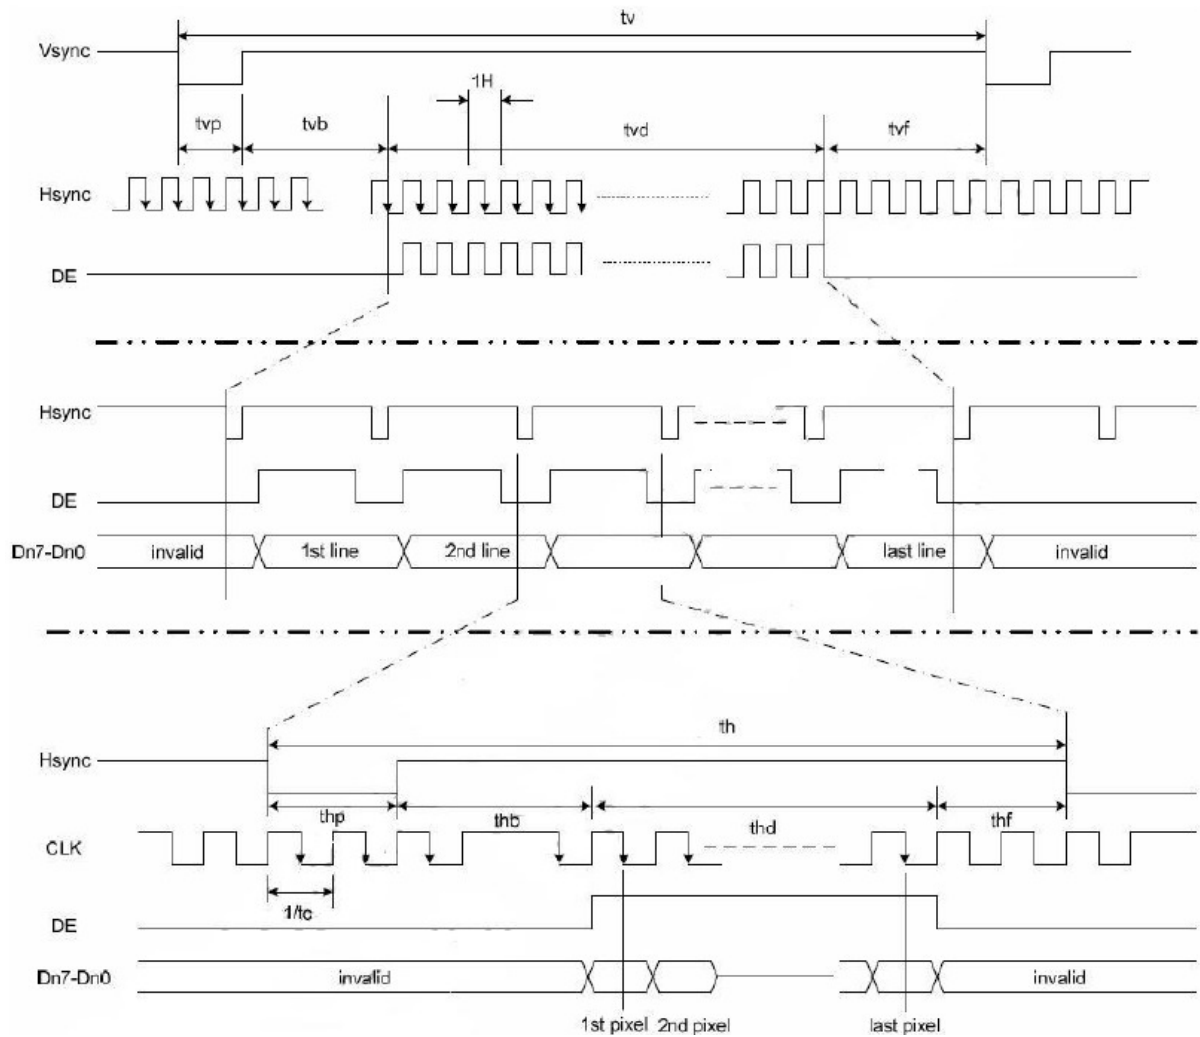 tv
Vsync
1H
tvp
tvb
tvd
tvf
Hsync
DE
Hsync
DE
Dn7-Dn0 invalid 1st line 2nd line last line invalid
th
Hsync
thp
thb
thd
thf
CLK
1/tc
DE
Dn7-Dn0 invalid invalid
1st pixel 2nd pixel last pixel